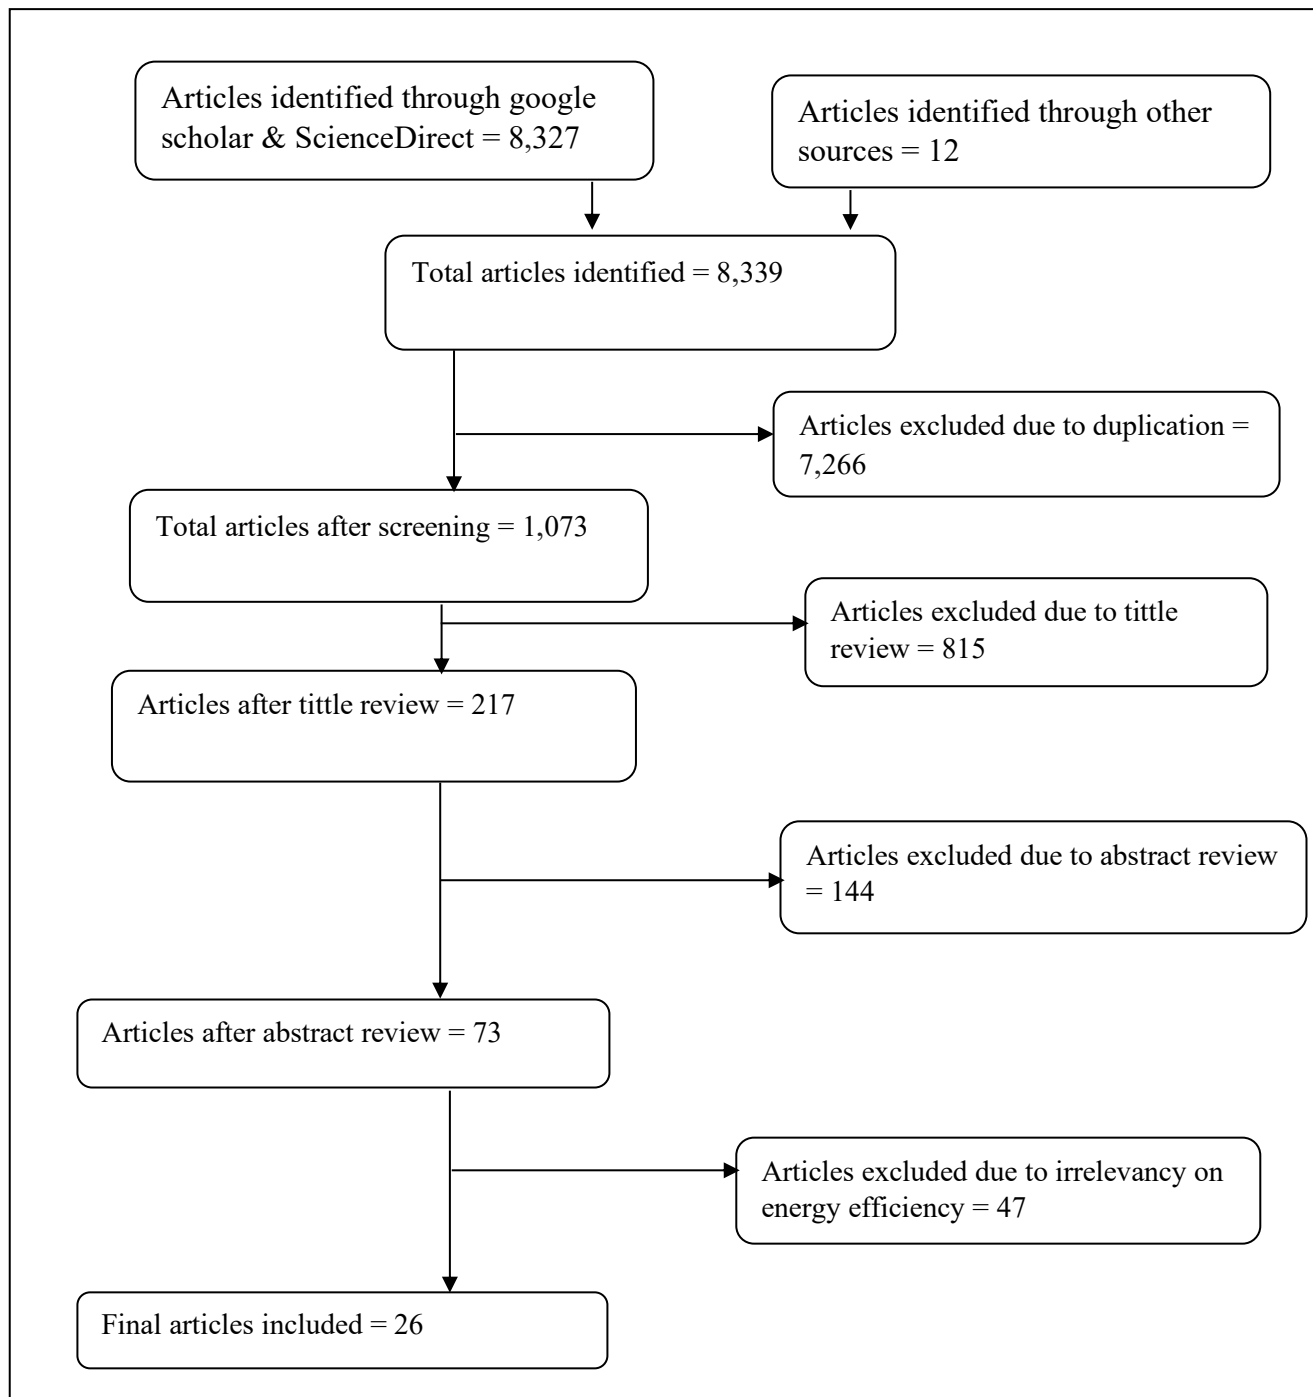 Articles identified through google
scholar & ScienceDirect = 8,327
Articles identified through other
sources = 12
Total articles identified = 8,339
Articles excluded due to duplication =
7,266
Total articles after screening = 1,073
Articles excluded due to tittle
review = 815
Articles after tittle review = 217
Articles excluded due to abstract review
= 144
Articles after abstract review = 73
Articles excluded due to irrelevancy on
energy efficiency = 47
Final articles included = 26